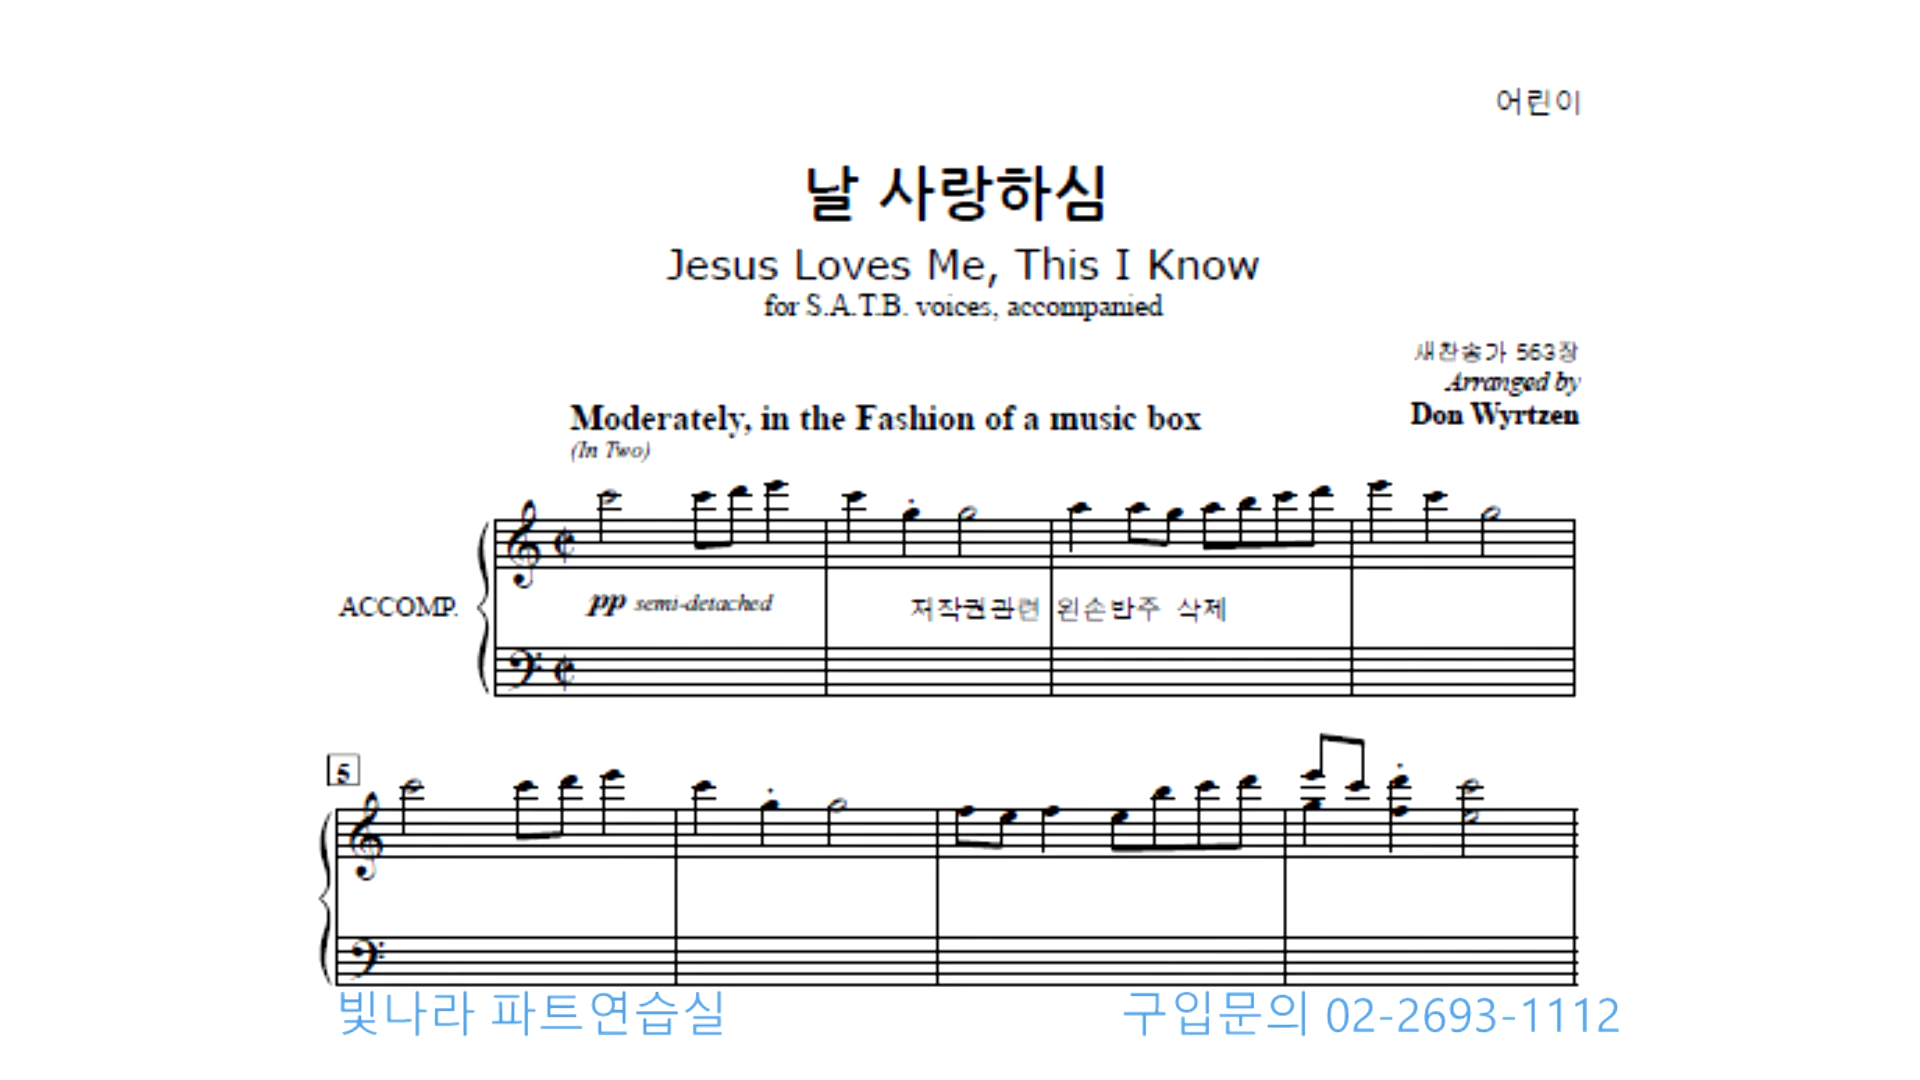 어린이
날 사랑하심
Jesus Loves Me, This I Know
for S.A.T.B. voices, accompanied
새찬송가 563장
Arranged by
Don Wyrtzen
Moderately, in the Fashion of a music box
(In Two)
ACCOMP.
pp semi-detached
저작권관련 왼손반주 삭제
5
빛나라 파트연습실
구입문의 02-2693-1112